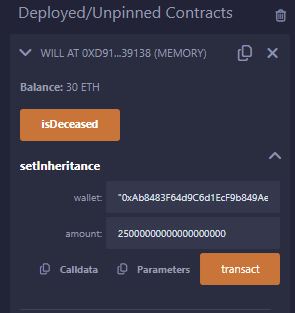 Deployed/Unpinned Contracts
WILL AT 0XD91...39138 (MEMORY)
Balance: 30 ETH
isDeceased
setInheritance
wallet: "0xAb8483F64d9C6d1EcF9b849Ae
amount: 25000000000000000000
Calldata Parameters transact